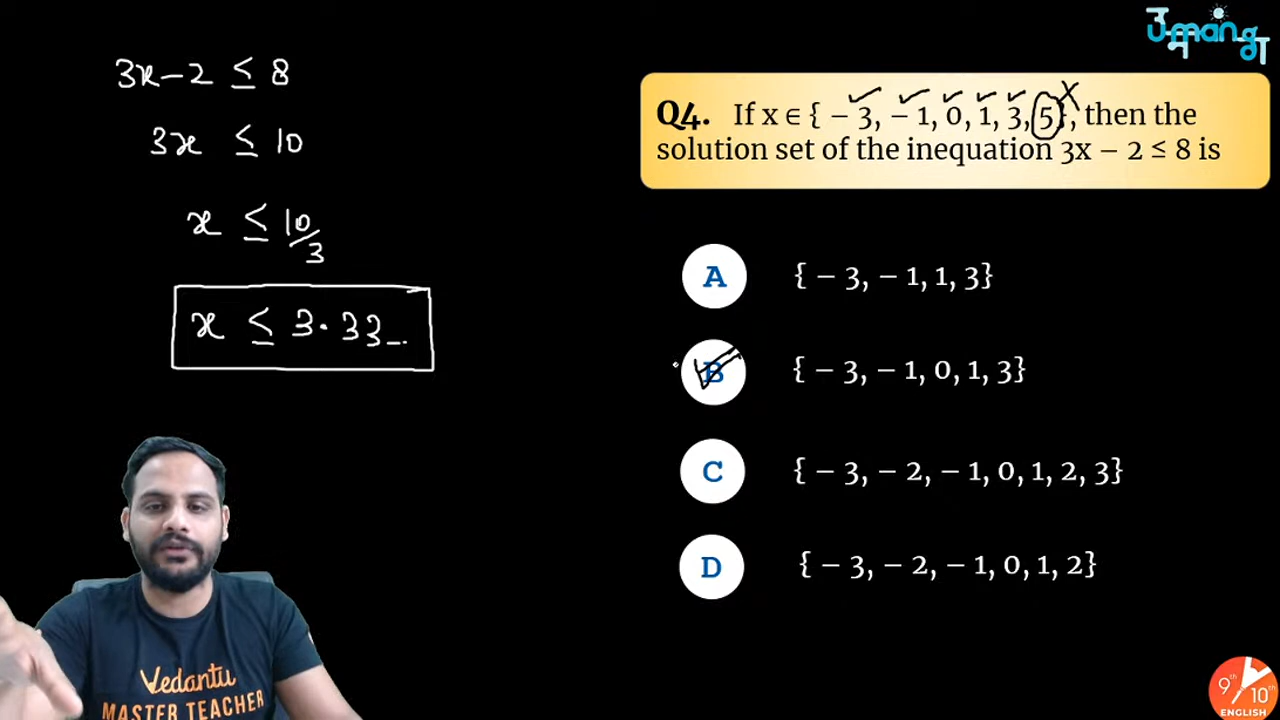 3x – 2 ≤ 8
3x ≤ 10
x ≤ 10/3
x ≤ 3.33...
उमंग
umang
Q4. If x ∈ { – 3, – 1, 0, 1, 3, 5}, then the
solution set of the inequation 3x – 2 ≤ 8 is
A { – 3, – 1, 1, 3}
B { – 3, – 1, 0, 1, 3}
C { – 3, – 2, – 1, 0, 1, 2, 3}
D { – 3, – 2, – 1, 0, 1, 2}
Vedantu
MASTER TEACHER
9th 10th
ENGLISH